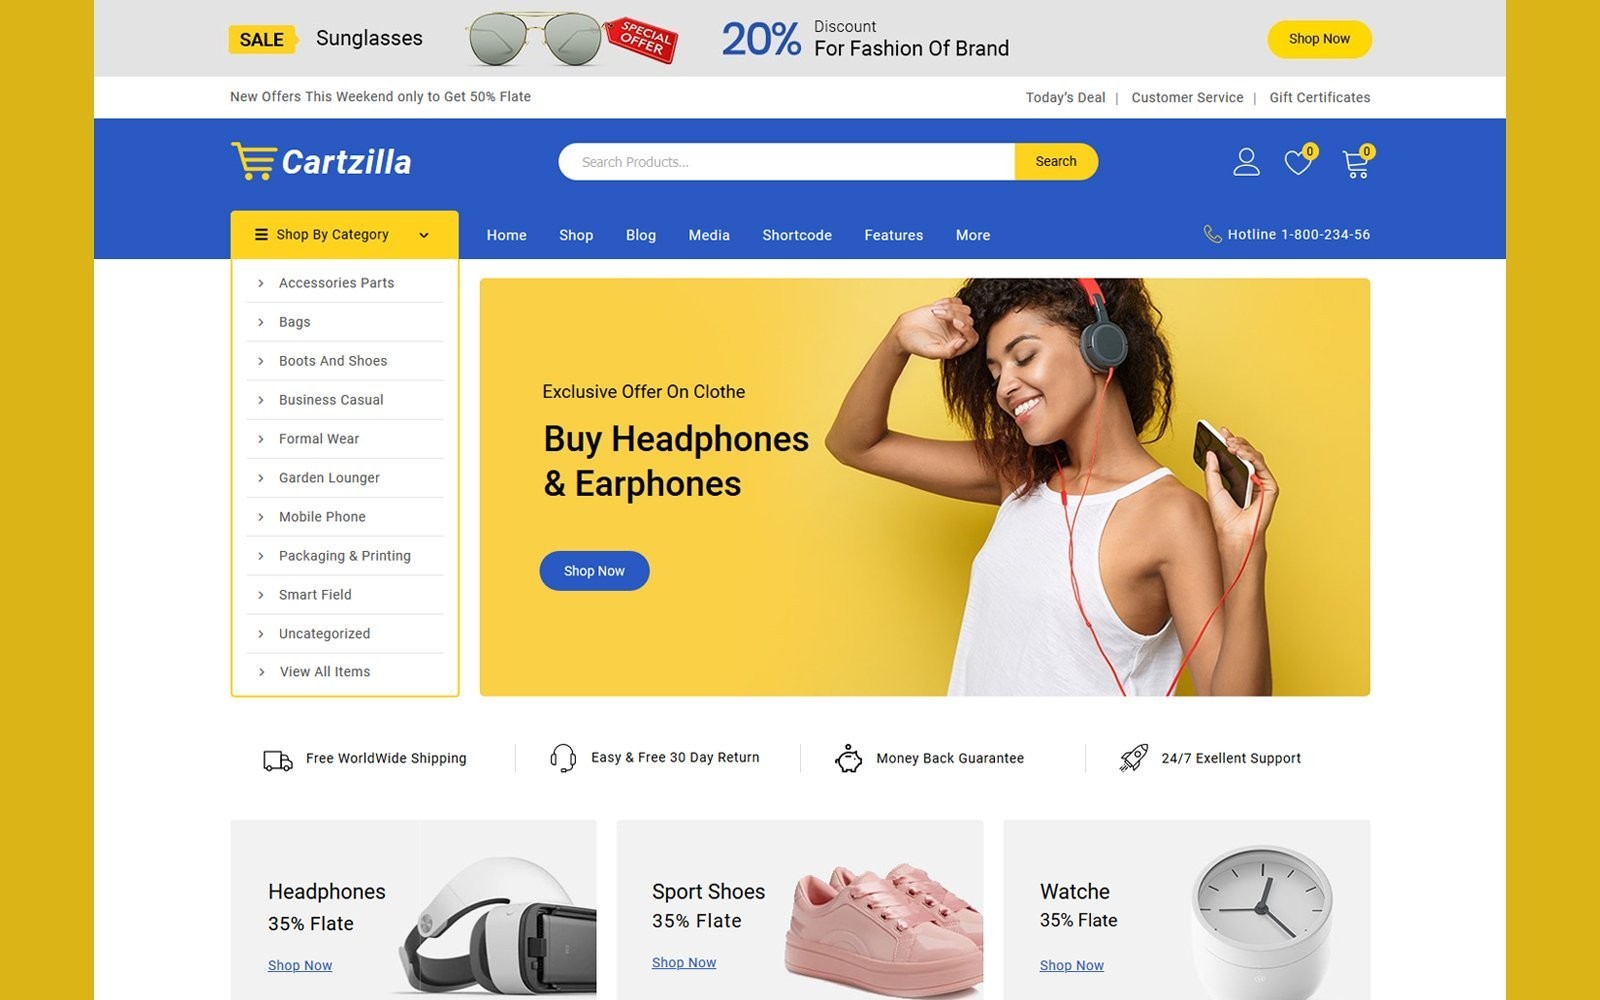 SALE Sunglasses
SPECIAL
OFFER
20% Discount
For Fashion Of Brand
Shop Now
New Offers This Weekend only to Get 50% Flate
Today's Deal | Customer Service | Gift Certificates
Cartzilla
Search Products...
Search
0
0
Shop By Category
Home
Shop
Blog
Media
Shortcode
Features
More
Hotline 1-800-234-56
Accessories Parts
Bags
Boots And Shoes
Business Casual
Formal Wear
Garden Lounger
Mobile Phone
Packaging & Printing
Smart Field
Uncategorized
View All Items
Exclusive Offer On Clothe
Buy Headphones
& Earphones
Shop Now
Free WorldWide Shipping
Easy & Free 30 Day Return
Money Back Guarantee
24/7 Exellent Support
Headphones
35% Flate
Shop Now
Sport Shoes
35% Flate
Shop Now
Watche
35% Flate
Shop Now